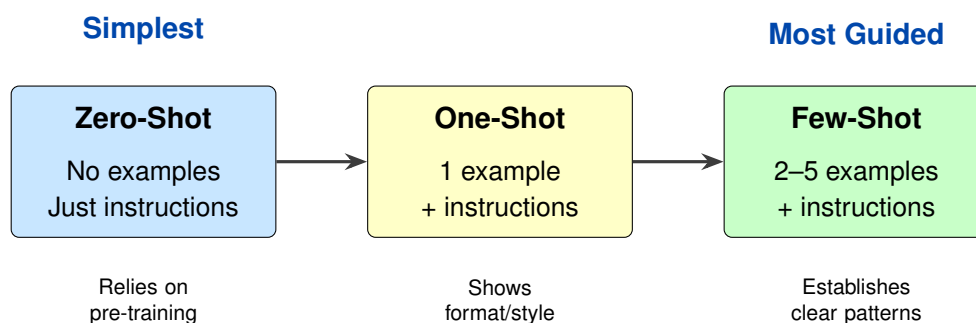 Simplest
Most Guided
Zero-Shot
No examples
Just instructions
One-Shot
1 example
+ instructions
Few-Shot
2–5 examples
+ instructions
Relies on
pre-training
Shows
format/style
Establishes
clear patterns